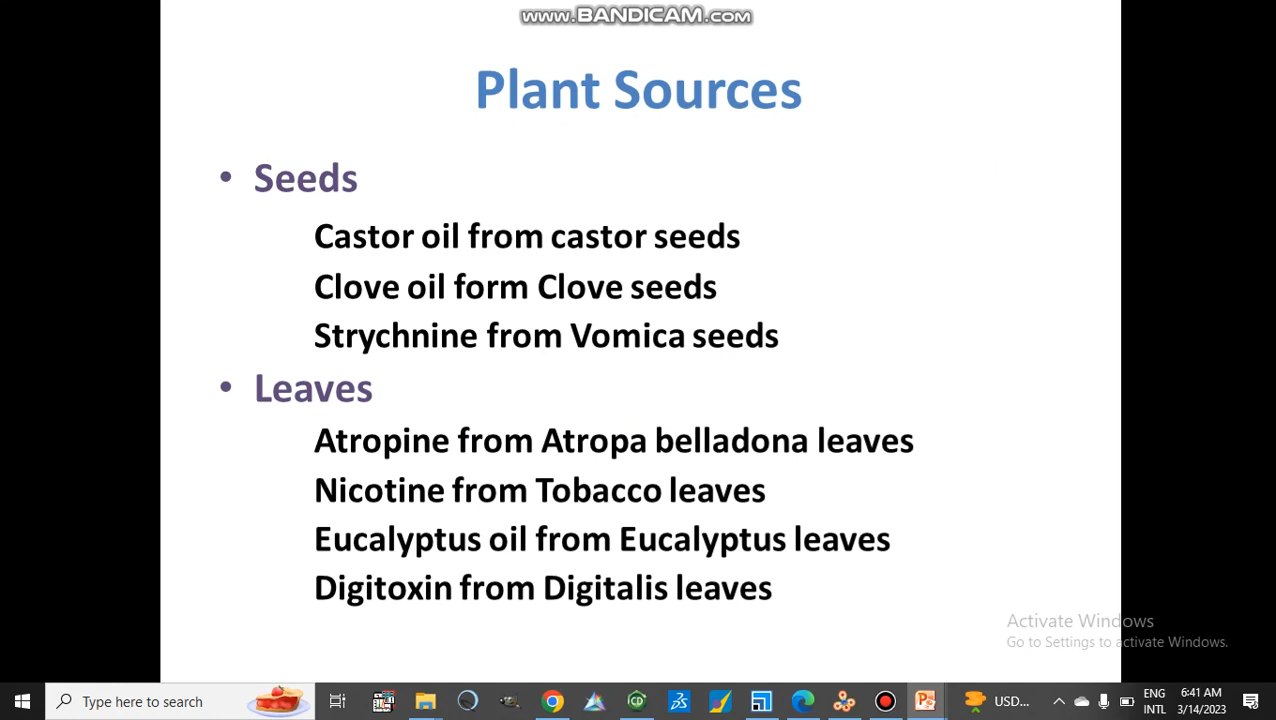 www.BANDICAM.com
Plant Sources
• Seeds
Castor oil from castor seeds
Clove oil form Clove seeds
Strychnine from Vomica seeds
• Leaves
Atropine from Atropa belladona leaves
Nicotine from Tobacco leaves
Eucalyptus oil from Eucalyptus leaves
Digitoxin from Digitalis leaves
Activate Windows
Go to Settings to activate Windows.
Type here to search
USD...
ENG
INTL
6:41 AM
3/14/2023